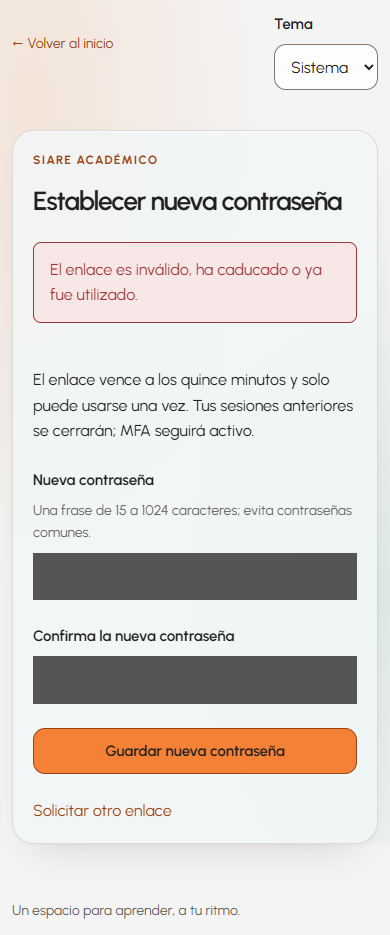 Tema
← Volver al inicio
Sistema
SIARE ACADÉMICO
Establecer nueva contraseña
El enlace es inválido, ha caducado o ya
fue utilizado.
El enlace vence a los quince minutos y solo
puede usarse una vez. Tus sesiones anteriores
se cerrarán; MFA seguirá activo.
Nueva contraseña
Una frase de 15 a 1024 caracteres; evita contraseñas
comunes.
Confirma la nueva contraseña
Guardar nueva contraseña
Solicitar otro enlace
Un espacio para aprender, a tu ritmo.